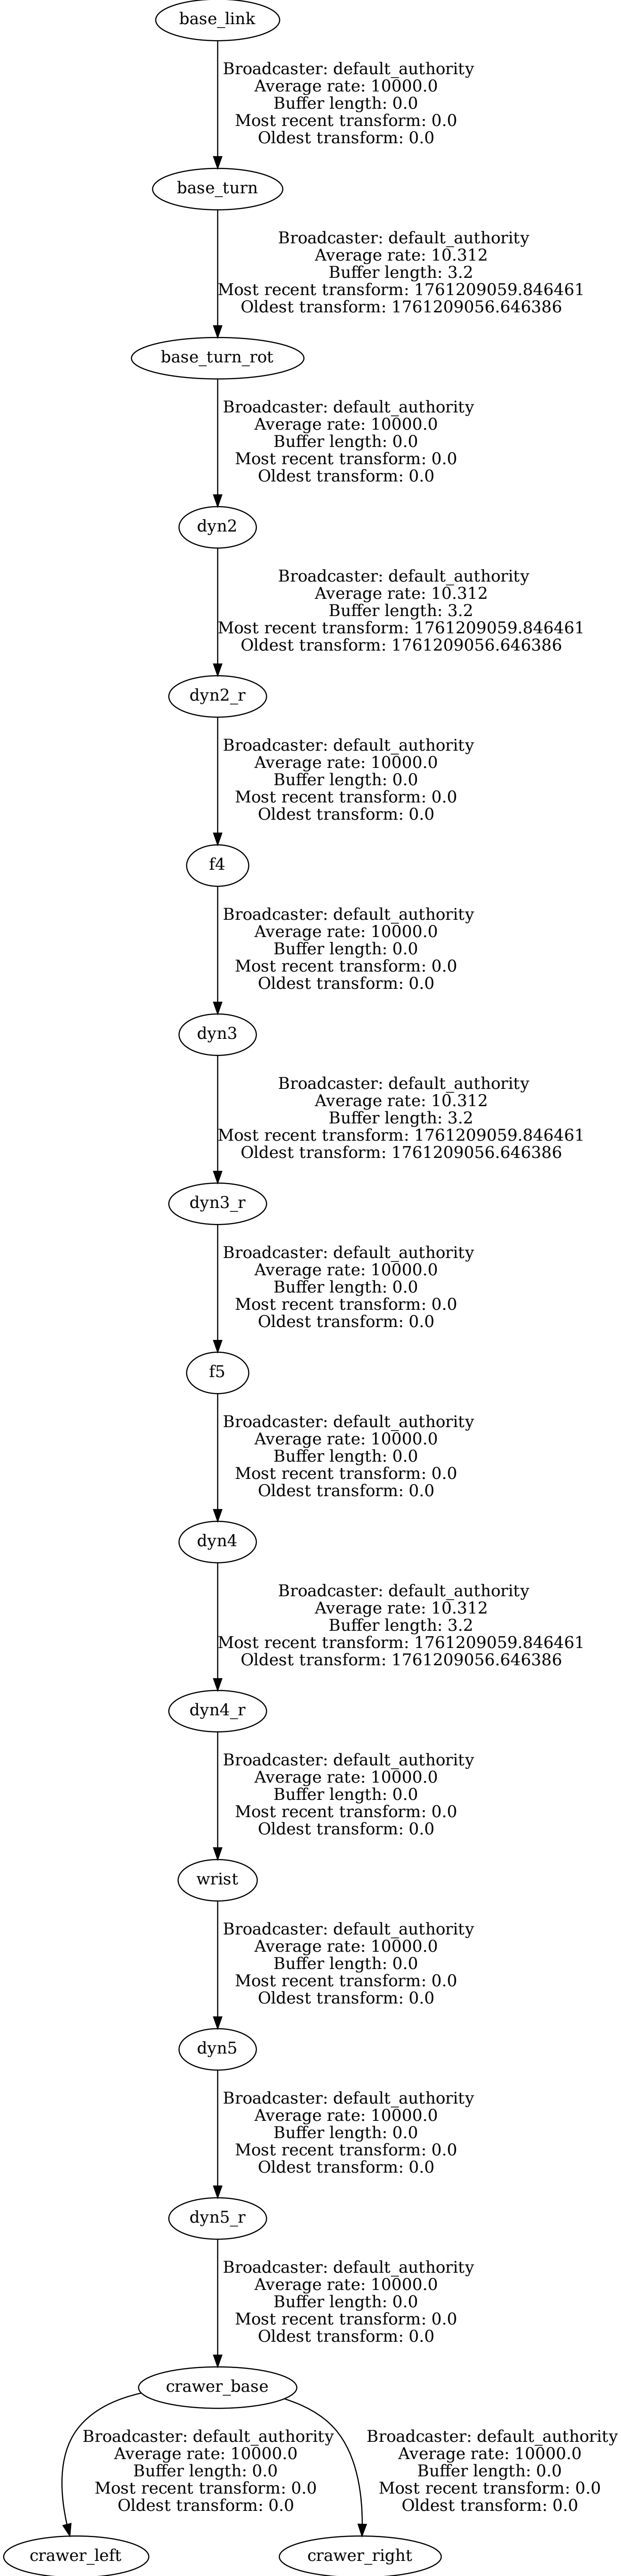 base_link
Broadcaster: default_authority
Average rate: 10000.0
Buffer length: 0.0
Most recent transform: 0.0
Oldest transform: 0.0
base_turn
Broadcaster: default_authority
Average rate: 10.312
Buffer length: 3.2
Most recent transform: 1761209059.846461
Oldest transform: 1761209056.646386
base_turn_rot
Broadcaster: default_authority
Average rate: 10000.0
Buffer length: 0.0
Most recent transform: 0.0
Oldest transform: 0.0
dyn2
Broadcaster: default_authority
Average rate: 10.312
Buffer length: 3.2
Most recent transform: 1761209059.846461
Oldest transform: 1761209056.646386
dyn2_r
Broadcaster: default_authority
Average rate: 10000.0
Buffer length: 0.0
Most recent transform: 0.0
Oldest transform: 0.0
f4
Broadcaster: default_authority
Average rate: 10000.0
Buffer length: 0.0
Most recent transform: 0.0
Oldest transform: 0.0
dyn3
Broadcaster: default_authority
Average rate: 10.312
Buffer length: 3.2
Most recent transform: 1761209059.846461
Oldest transform: 1761209056.646386
dyn3_r
Broadcaster: default_authority
Average rate: 10000.0
Buffer length: 0.0
Most recent transform: 0.0
Oldest transform: 0.0
f5
Broadcaster: default_authority
Average rate: 10000.0
Buffer length: 0.0
Most recent transform: 0.0
Oldest transform: 0.0
dyn4
Broadcaster: default_authority
Average rate: 10.312
Buffer length: 3.2
Most recent transform: 1761209059.846461
Oldest transform: 1761209056.646386
dyn4_r
Broadcaster: default_authority
Average rate: 10000.0
Buffer length: 0.0
Most recent transform: 0.0
Oldest transform: 0.0
wrist
Broadcaster: default_authority
Average rate: 10000.0
Buffer length: 0.0
Most recent transform: 0.0
Oldest transform: 0.0
dyn5
Broadcaster: default_authority
Average rate: 10000.0
Buffer length: 0.0
Most recent transform: 0.0
Oldest transform: 0.0
dyn5_r
Broadcaster: default_authority
Average rate: 10000.0
Buffer length: 0.0
Most recent transform: 0.0
Oldest transform: 0.0
crawer_base
Broadcaster: default_authority
Average rate: 10000.0
Buffer length: 0.0
Most recent transform: 0.0
Oldest transform: 0.0
Broadcaster: default_authority
Average rate: 10000.0
Buffer length: 0.0
Most recent transform: 0.0
Oldest transform: 0.0
crawer_left
crawer_right